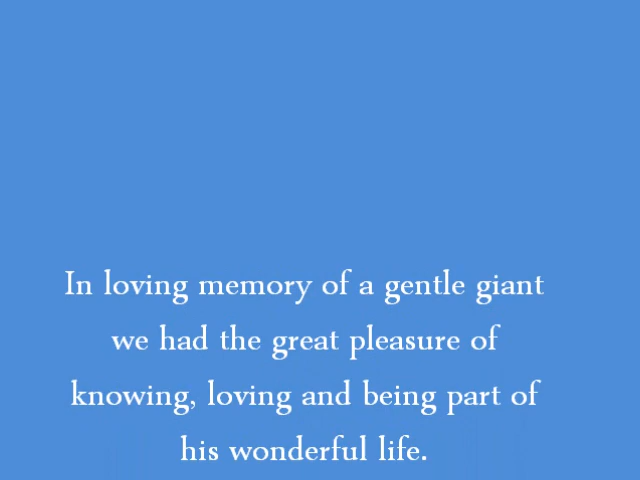 In loving memory of a gentle giant
we had the great pleasure of
knowing, loving and being part of
his wonderful life.